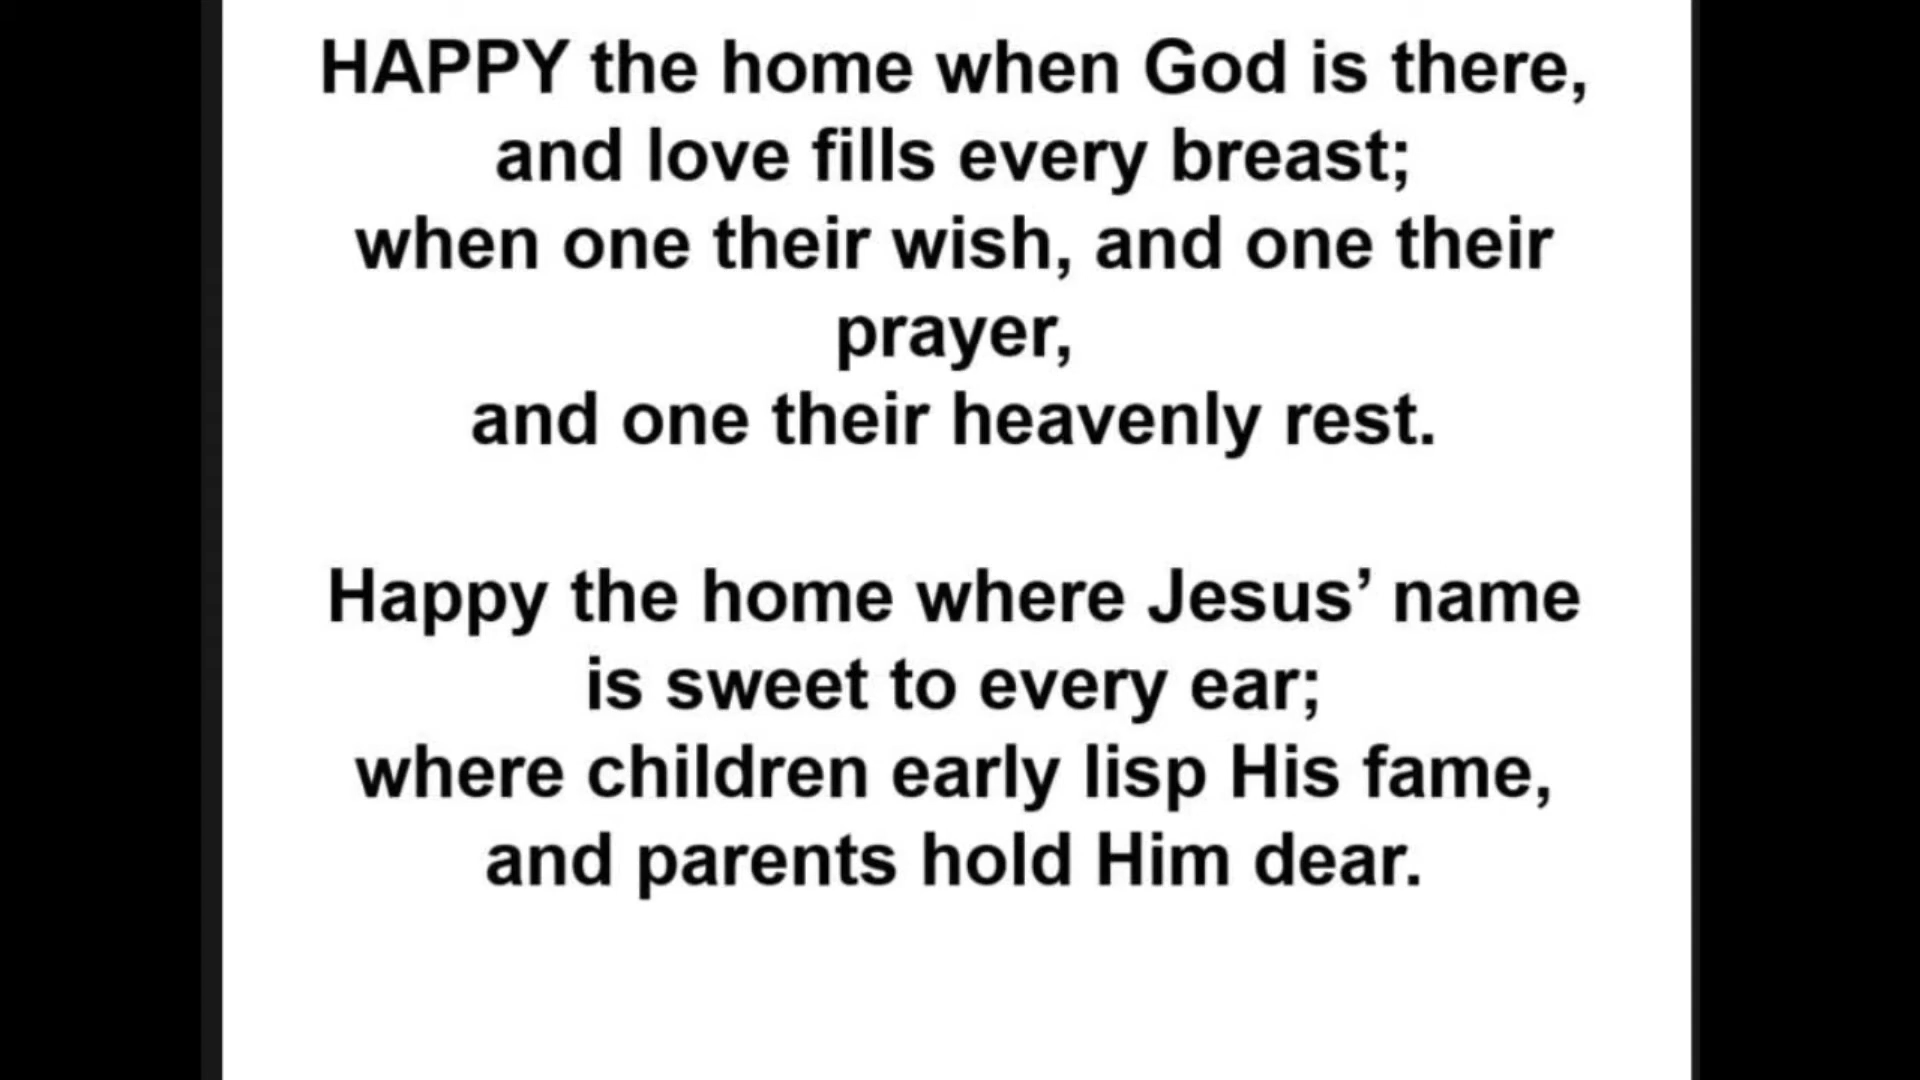 HAPPY the home when God is there,
and love fills every breast;
when one their wish, and one their
prayer,
and one their heavenly rest.
Happy the home where Jesus’ name
is sweet to every ear;
where children early lisp His fame,
and parents hold Him dear.